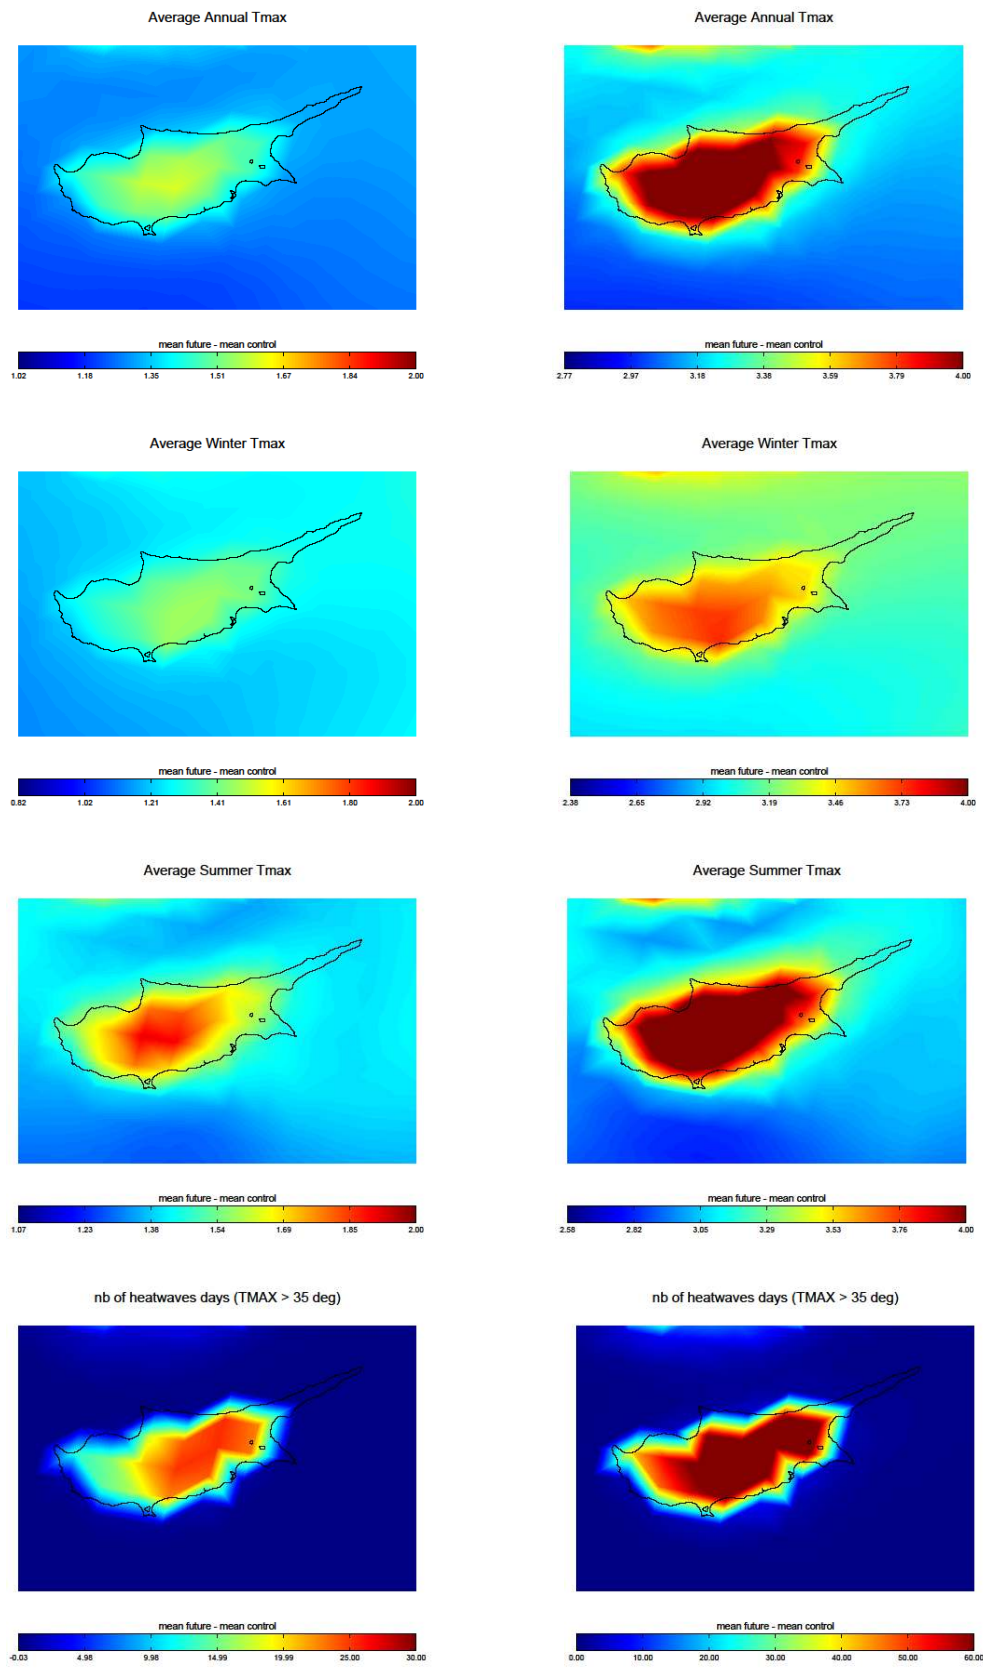 Average Annual Tmax
Average Annual Tmax
mean future - mean control
1.02 1.18 1.35 1.51 1.67 1.84 2.00
mean future - mean control
2.77 2.97 3.18 3.38 3.59 3.79 4.00
Average Winter Tmax
Average Winter Tmax
mean future - mean control
0.82 1.02 1.21 1.41 1.61 1.80 2.00
mean future - mean control
2.38 2.65 2.92 3.19 3.46 3.73 4.00
Average Summer Tmax
Average Summer Tmax
mean future - mean control
1.07 1.23 1.38 1.54 1.69 1.85 2.00
mean future - mean control
2.58 2.82 3.05 3.29 3.53 3.76 4.00
nb of heatwaves days (TMAX > 35 deg)
nb of heatwaves days (TMAX > 35 deg)
mean future - mean control
-0.03 4.98 9.98 14.99 19.99 25.00 30.00
mean future - mean control
0.00 10.00 20.00 30.00 40.00 50.00 60.00